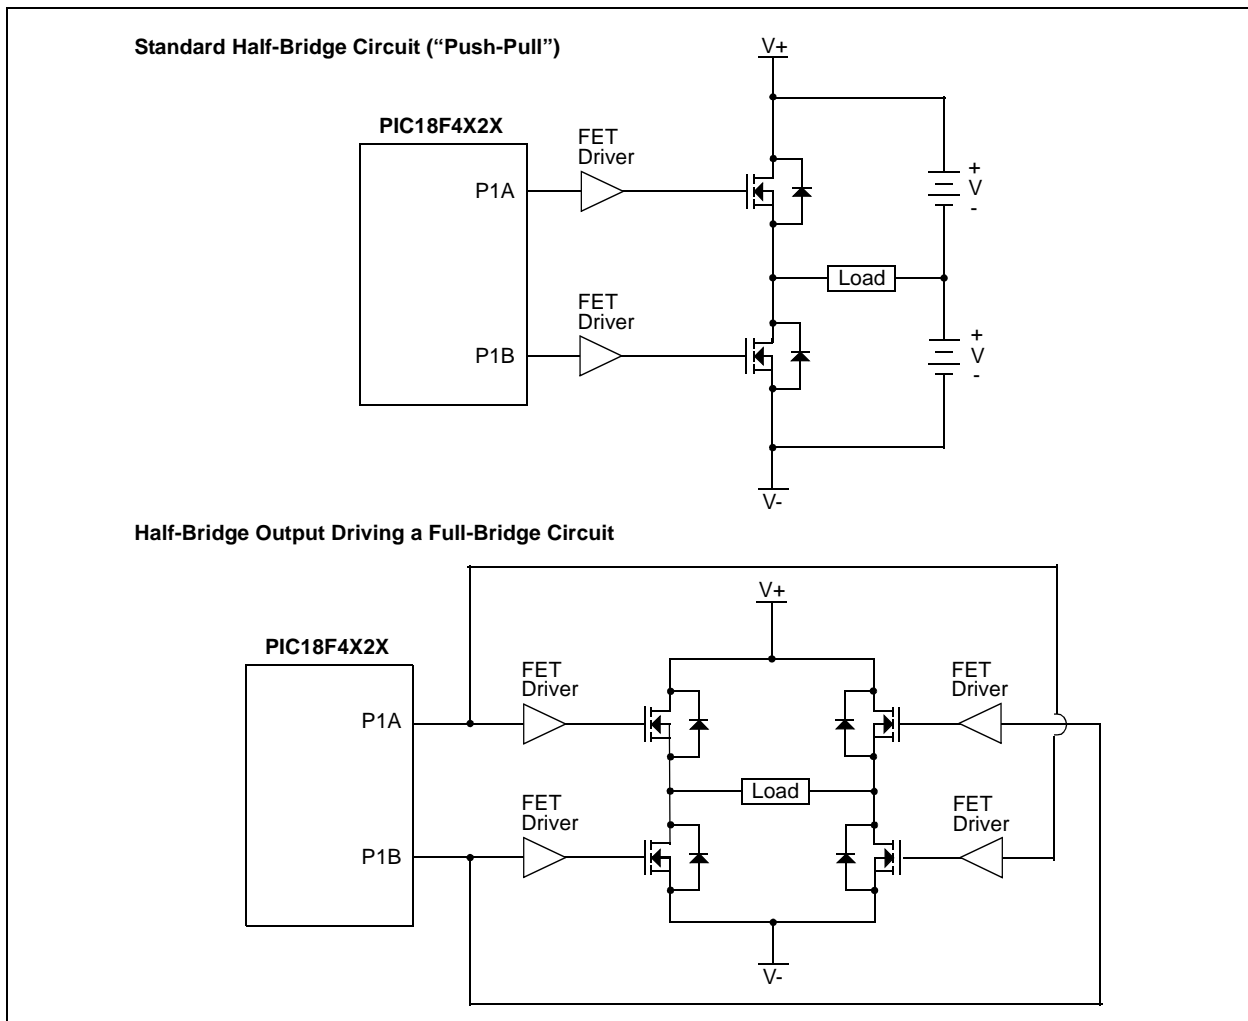 Standard Half-Bridge Circuit (“Push-Pull”)
V+
PIC18F4X2X
FET
Driver
P1A
+
V
-
Load
FET
Driver
P1B
+
V
-
V-
Half-Bridge Output Driving a Full-Bridge Circuit
V+
PIC18F4X2X
FET
Driver
FET
Driver
P1A
Load
FET
Driver
FET
Driver
P1B
V-